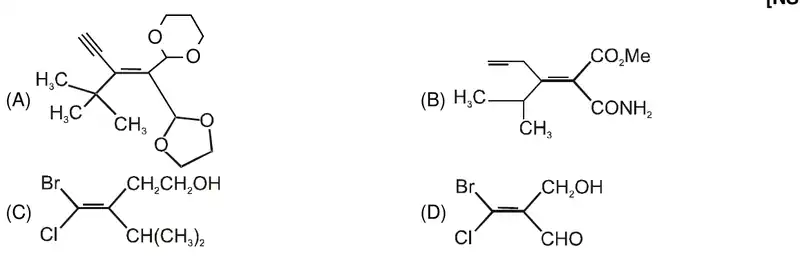 [NS
(A) H₃C H₃C CH₃ O O O O
(B) H₃C CH₃ CO₂Me CONH₂
(C) Br Cl CH₂CH₂OH CH(CH₃)₂
(D) Br Cl CH₂OH CHO